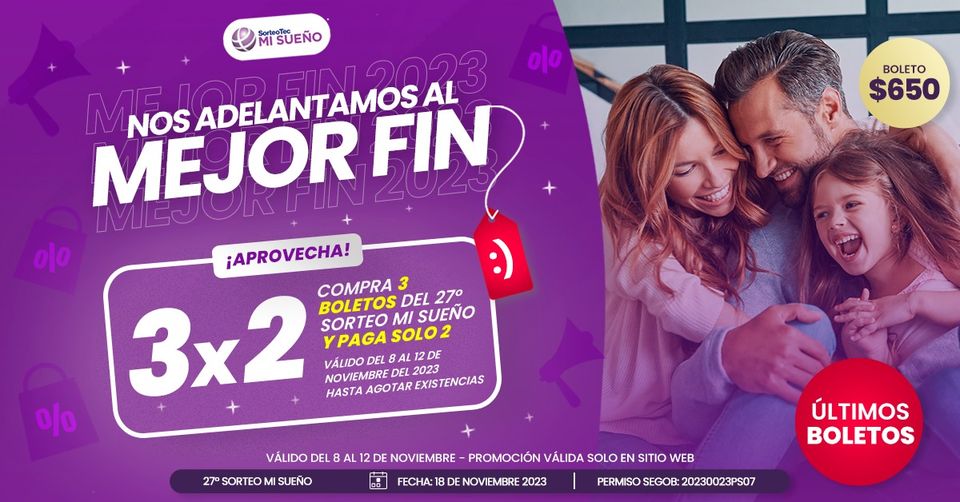 SorteoTec
MI SUEÑO
MEJOR FIN 2023
NOS ADELANTAMOS AL
MEJOR FIN
MEJOR FIN 2023
:)
BOLETO
$650
¡APROVECHA!
3x2
COMPRA 3
BOLETOS DEL 27º
SORTEO MI SUEÑO
Y PAGA SOLO 2
VÁLIDO DEL 8 AL 12 DE
NOVIEMBRE DEL 2023
HASTA AGOTAR EXISTENCIAS
%
%
%
ÚLTIMOS
BOLETOS
VÁLIDO DEL 8 AL 12 DE NOVIEMBRE - PROMOCIÓN VÁLIDA SOLO EN SITIO WEB
27º SORTEO MI SUEÑO
FECHA: 18 DE NOVIEMBRE 2023
PERMISO SEGOB: 20230023PS07